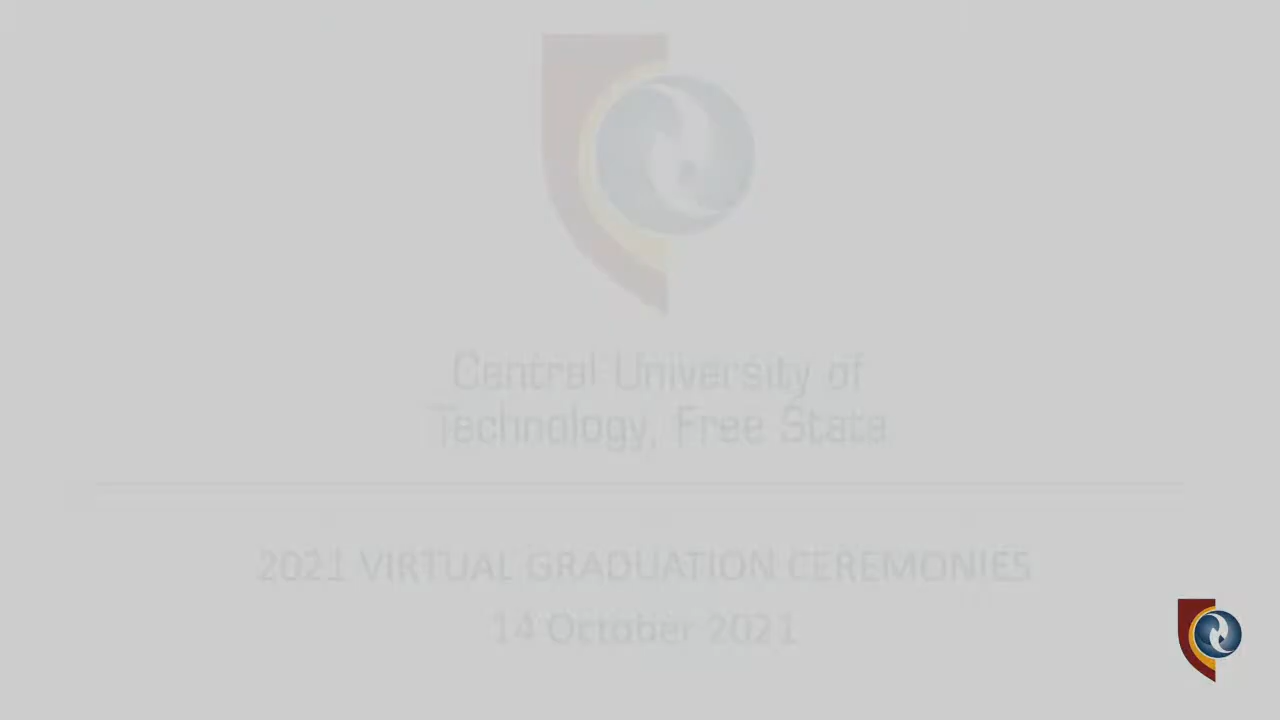 Central University of
Technology, Free State
2021 VIRTUAL GRADUATION CEREMONIES
14 October 2021